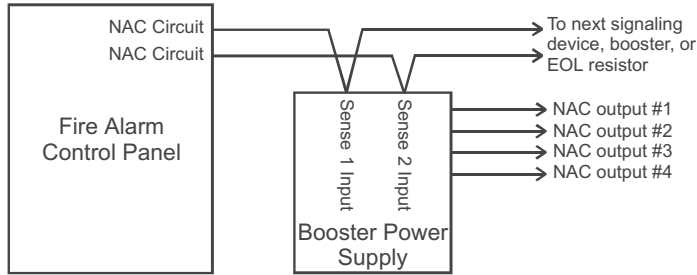 NAC Circuit
NAC Circuit
Fire Alarm
Control Panel
To next signaling
device, booster, or
EOL resistor
Sense 1 Input
Sense 2 Input
NAC output #1
NAC output #2
NAC output #3
NAC output #4
Booster Power
Supply